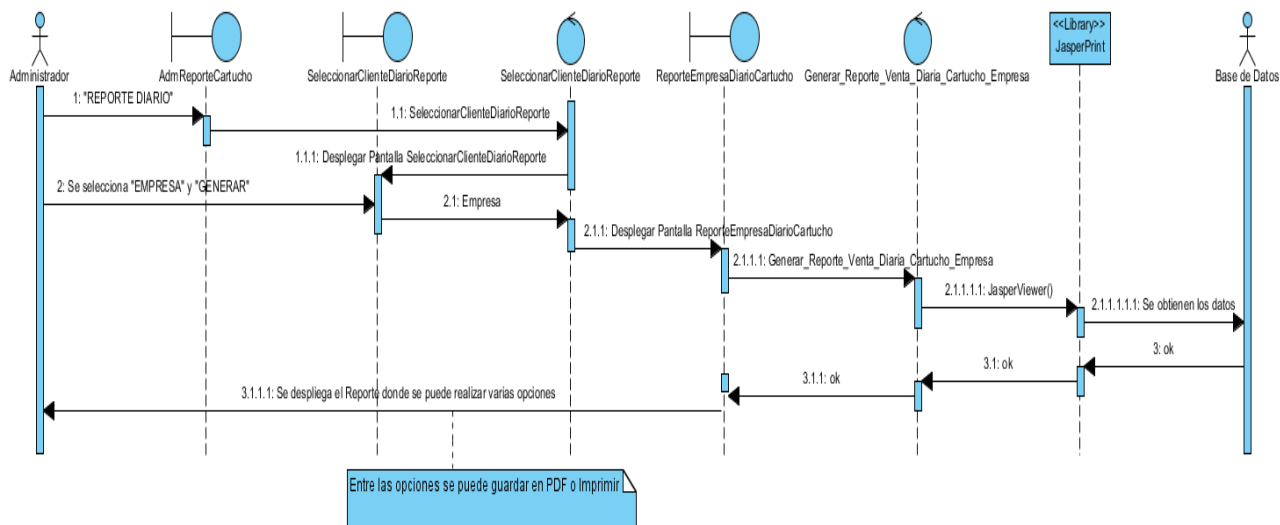 <<Library>>
JasperPrint
Administrador
AdmReporteCartucho
SeleccionarClienteDiarioReporte
SeleccionarClienteDiarioReporte
ReporteEmpresaDiarioCartucho
Generar_Reporte_Venta_Diaria_Cartucho_Empresa
Base de Datos
1: "REPORTE DIARIO"
1.1: SeleccionarClienteDiarioReporte
1.1.1: Desplegar Pantalla SeleccionarClienteDiarioReporte
2: Se selecciona "EMPRESA" y "GENERAR"
2.1: Empresa
2.1.1: Desplegar Pantalla ReporteEmpresaDiarioCartucho
2.1.1.1: Generar_Reporte_Venta_Diaria_Cartucho_Empresa
2.1.1.1.1: JasperViewer()
2.1.1.1.1.1: Se obtienen los datos
3: ok
3.1: ok
3.1.1: ok
3.1.1.1: Se despliega el Reporte donde se puede realizar varias opciones
Entre las opciones se puede guardar en PDF o Imprimir